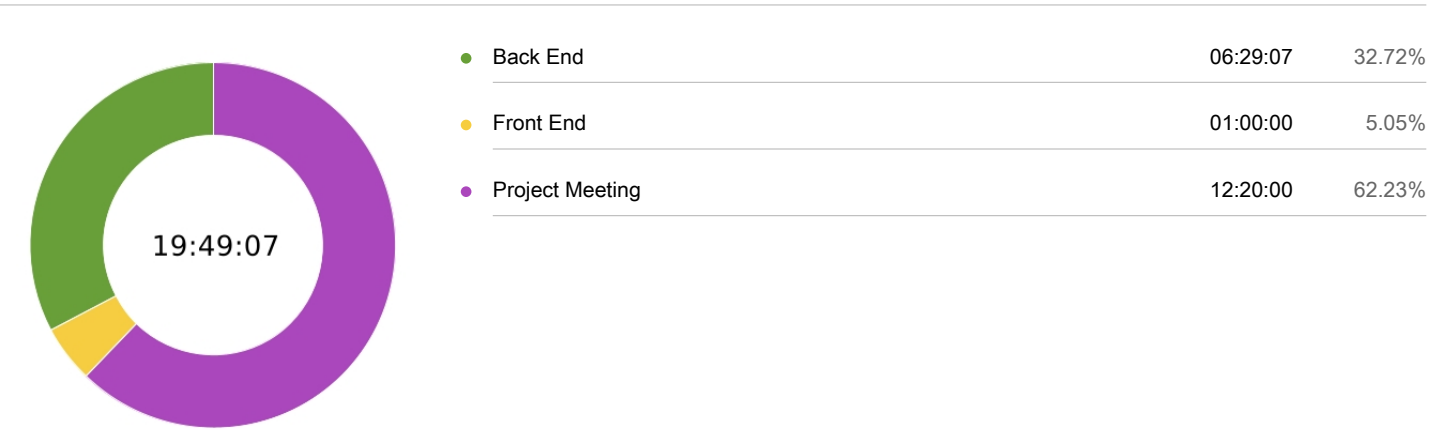 Back End 06:29:07 32.72%
Front End 01:00:00 5.05%
Project Meeting 12:20:00 62.23%
19:49:07